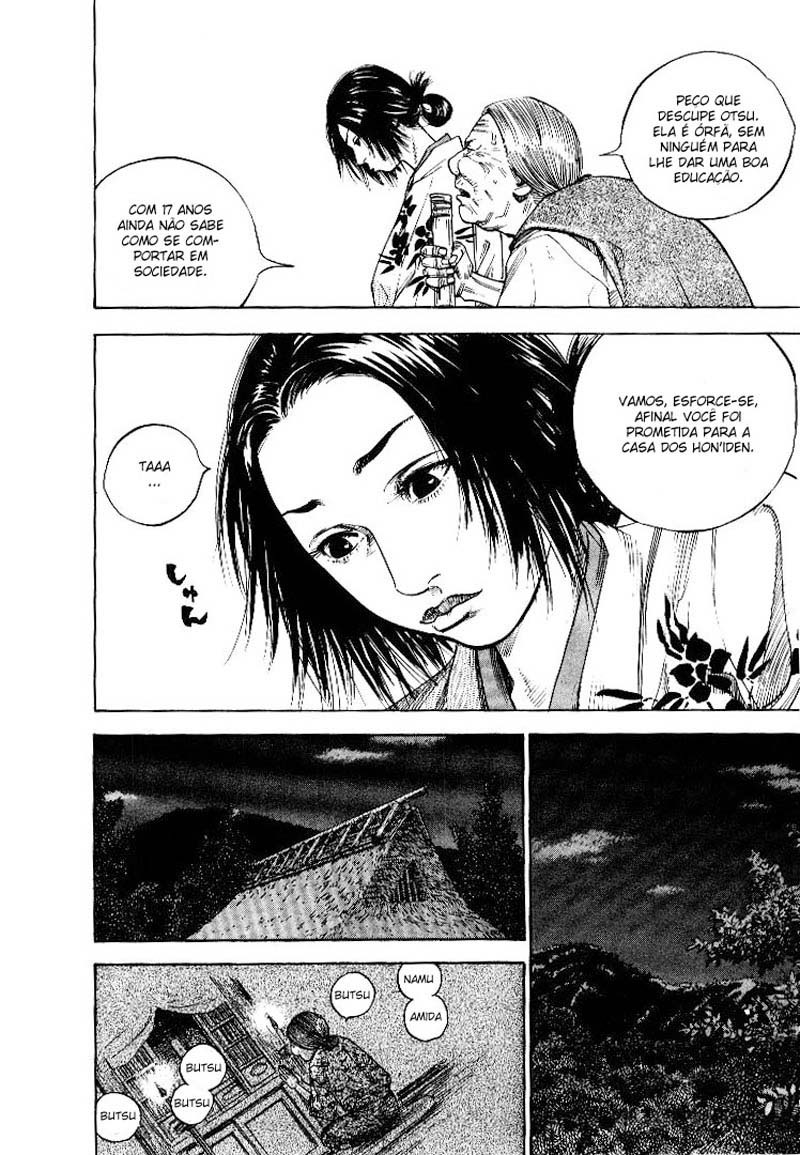 PEÇO QUE
DESCUPE OTSU.
ELA É ÓRFÃ, SEM
NINGUÉM PARA
LHE DAR UMA BOA
EDUCAÇÃO.
COM 17 ANOS
AINDA NÃO SABE
COMO SE COM-
PORTAR EM
SOCIEDADE.
VAMOS, ESFORCE-SE,
AFINAL VOCÊ FOI
PROMETIDA PARA A
CASA DOS HON'IDEN.
TAAA
...
しゅん
NAMU
AMIDA
BUTSU
BUTSU
BUTSU
BUTSU